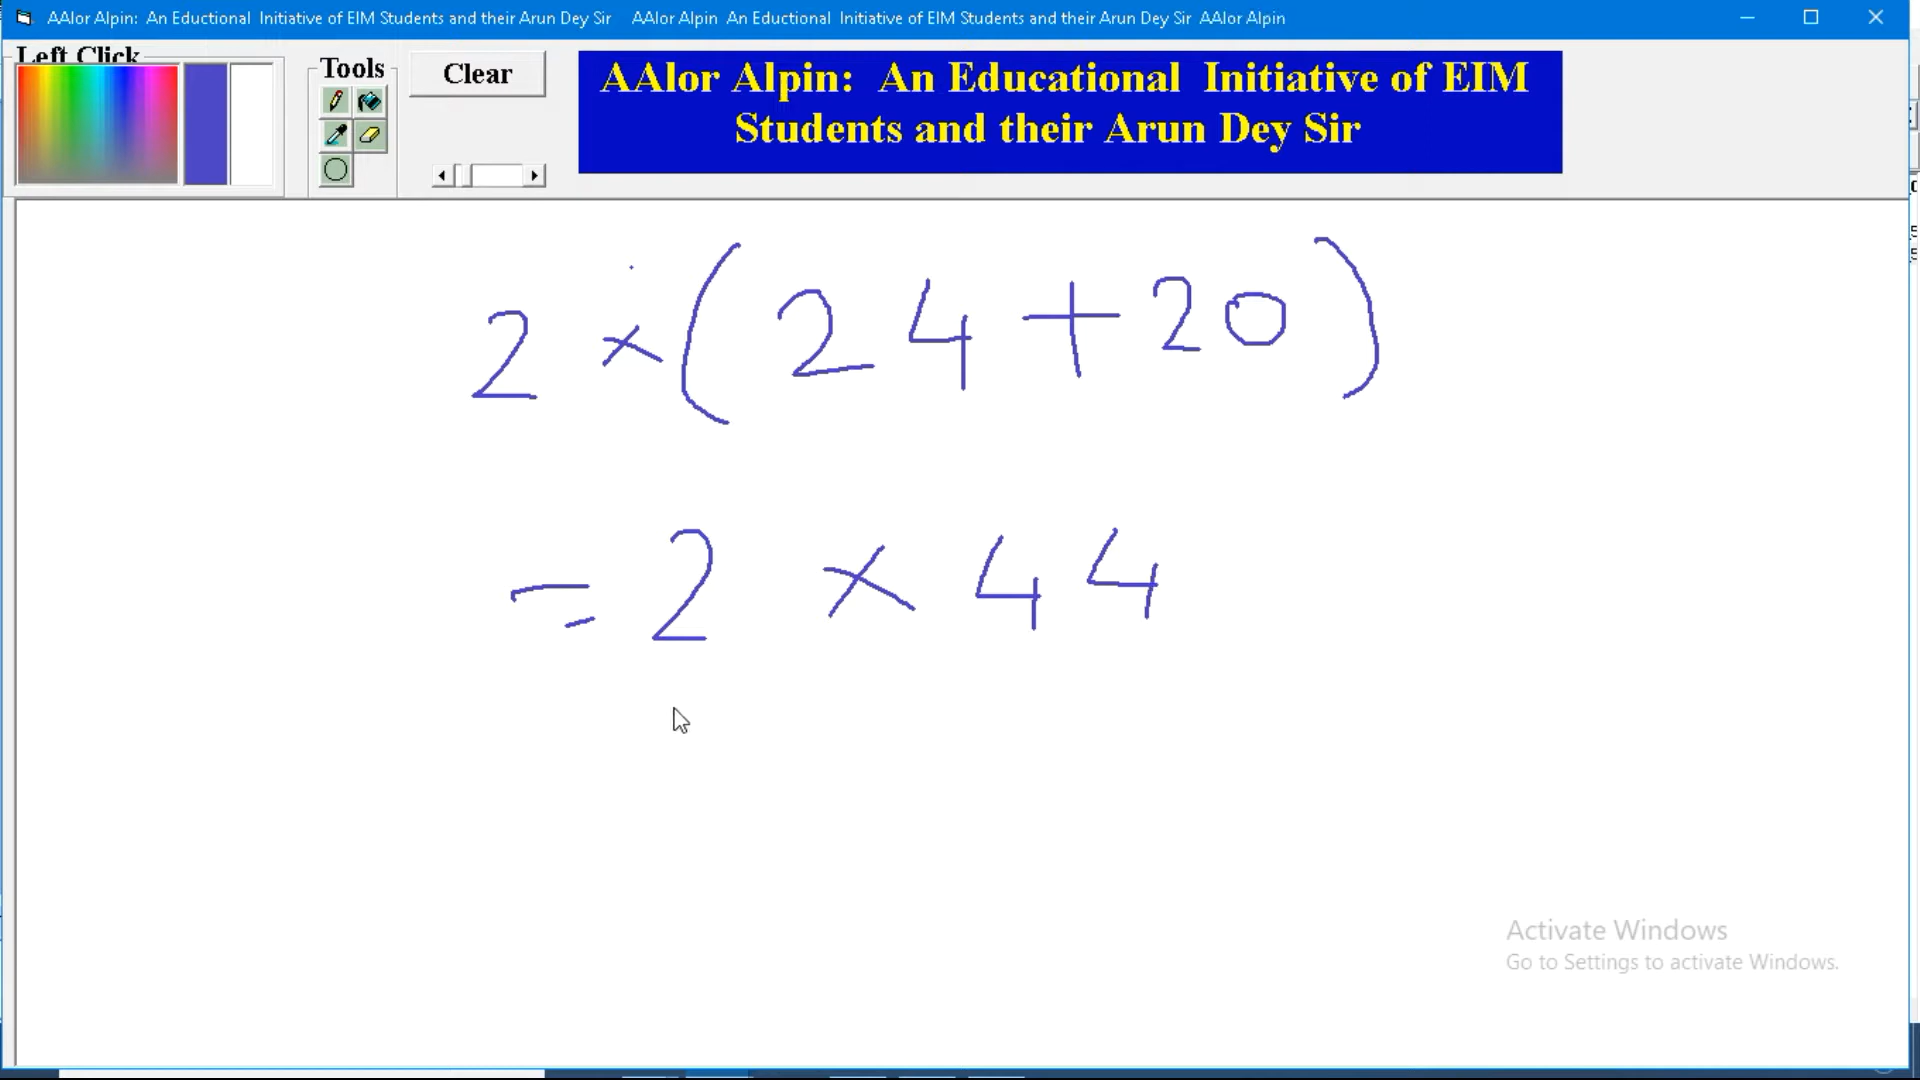 AAlor Alpin:  An Eductional  Initiative of EIM Students and their Arun Dey Sir     AAlor Alpin  An Eductional  Initiative of EIM Students and their Arun Dey Sir  AAlor Alpin
Left Click
Tools
Clear
AAlor Alpin:  An Educational  Initiative of EIM
Students and their Arun Dey Sir
2 × (24+20)
= 2 × 44
Activate Windows
Go to Settings to activate Windows.